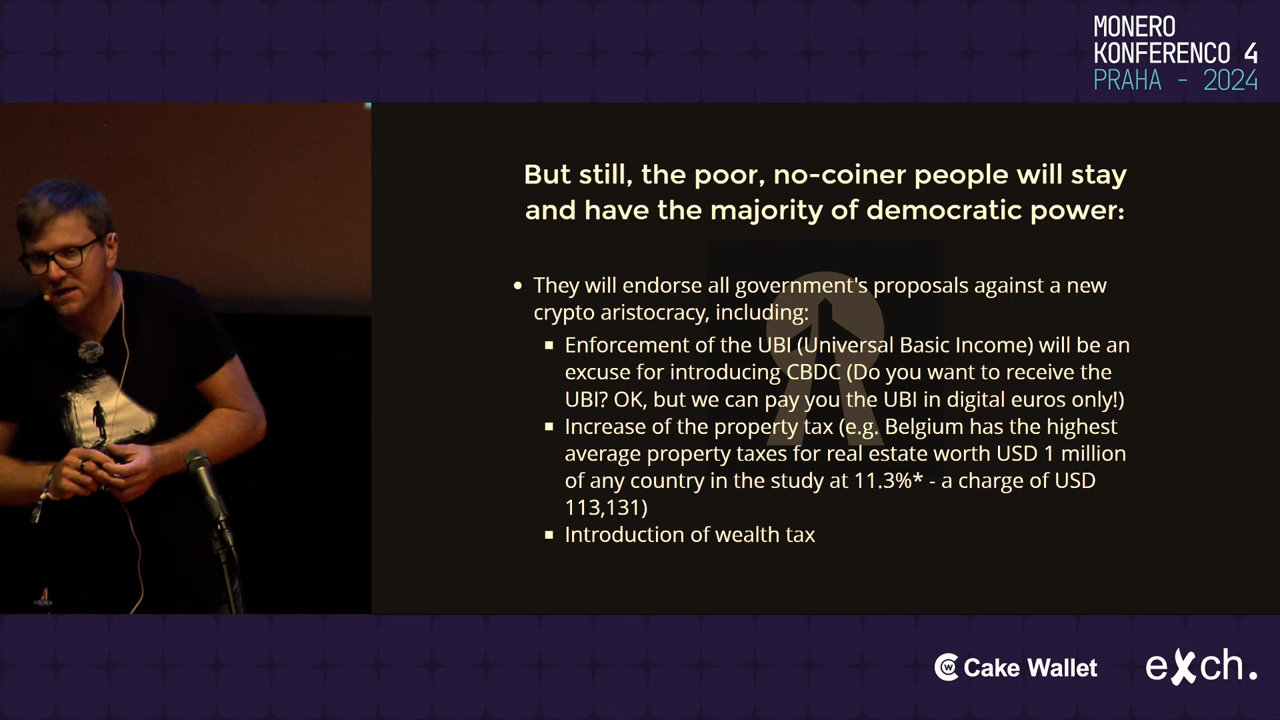 MONERO
KONFERENCO 4
PRAHA - 2024
But still, the poor, no-coiner people will stay
and have the majority of democratic power:
• They will endorse all government's proposals against a new
crypto aristocracy, including:
▪ Enforcement of the UBI (Universal Basic Income) will be an
excuse for introducing CBDC (Do you want to receive the
UBI? OK, but we can pay you the UBI in digital euros only!)
▪ Increase of the property tax (e.g. Belgium has the highest
average property taxes for real estate worth USD 1 million
of any country in the study at 11.3%* - a charge of USD
113,131)
▪ Introduction of wealth tax
Cake Wallet
eXch.